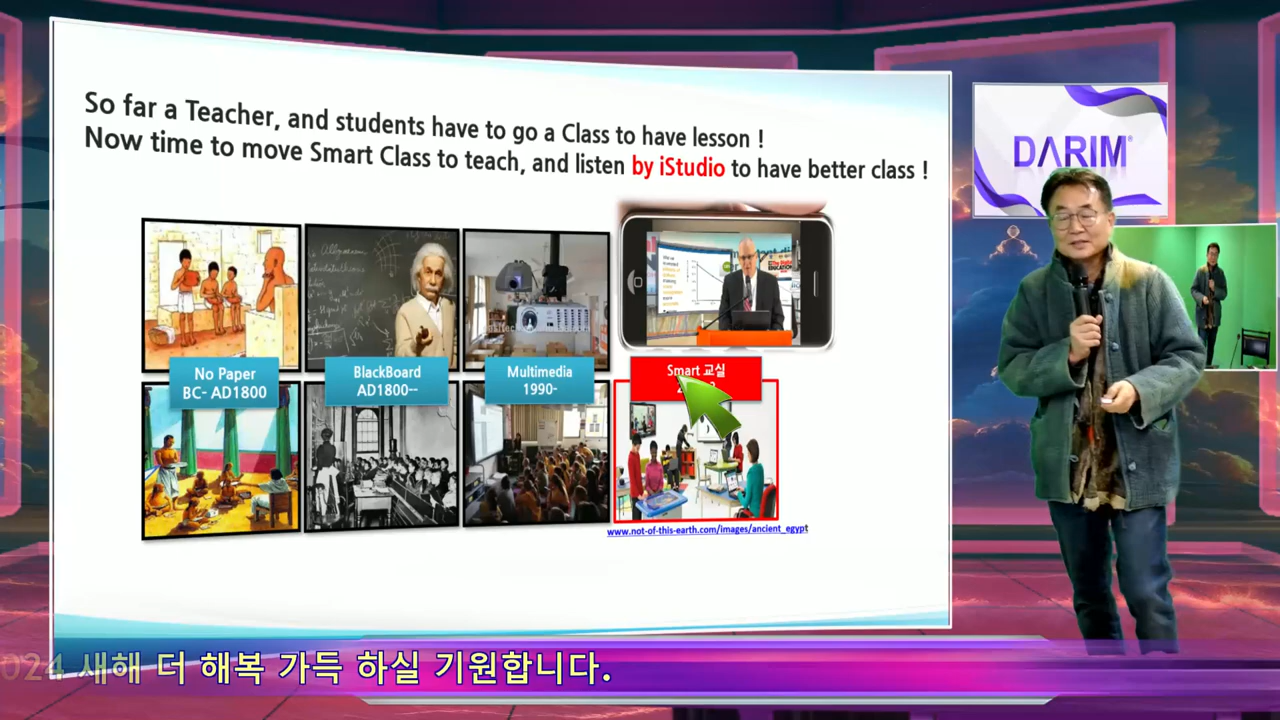 So far a Teacher, and students have to go a Class to have lesson !
Now time to move Smart Class to teach, and listen by iStudio to have better class !
DARIM®
No Paper
BC- AD1800
BlackBoard
AD1800--
Multimedia
1990-
Smart 교실
www.not-of-this-earth.com/images/ancient_egypt
024 새해 더 해복 가득 하실 기원합니다.